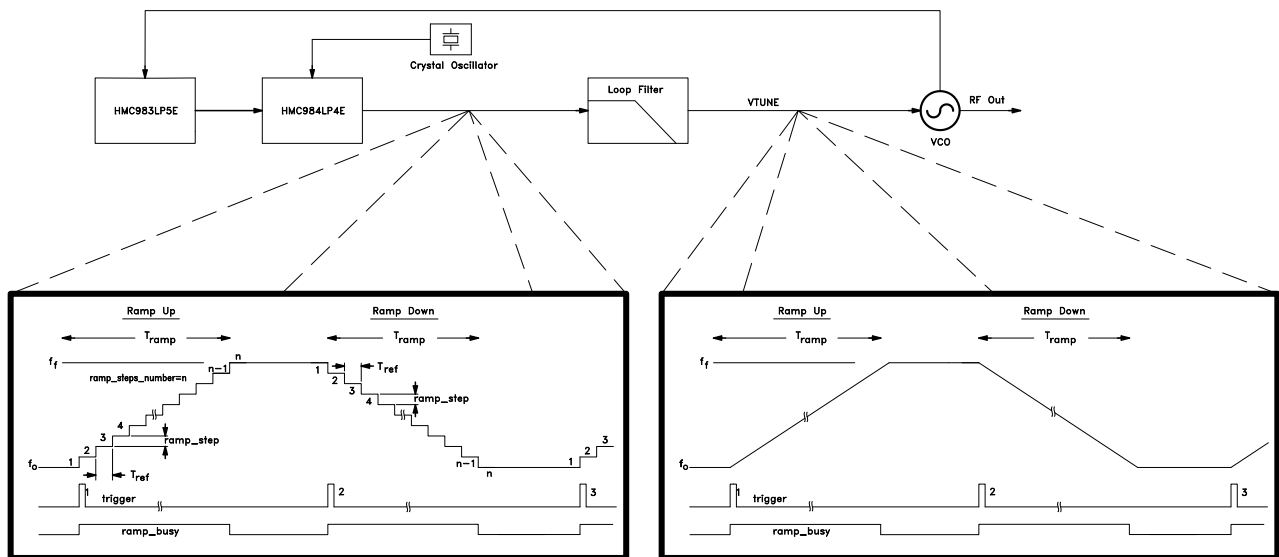 Crystal Oscillator
HMC983LP5E
HMC984LP4E
Loop Filter
VTUNE
RF Out
VCO
Ramp Up
Ramp Down
Tramp
Tramp
ff
n
n-1
ramp_steps_number=n
1
2
3
4
Tref
ramp_step
4
3
2
1
fo
Tref
ramp_step
n-1
n
1
2
3
1
trigger
2
3
ramp_busy
Ramp Up
Ramp Down
Tramp
Tramp
ff
fo
1
trigger
2
3
ramp_busy